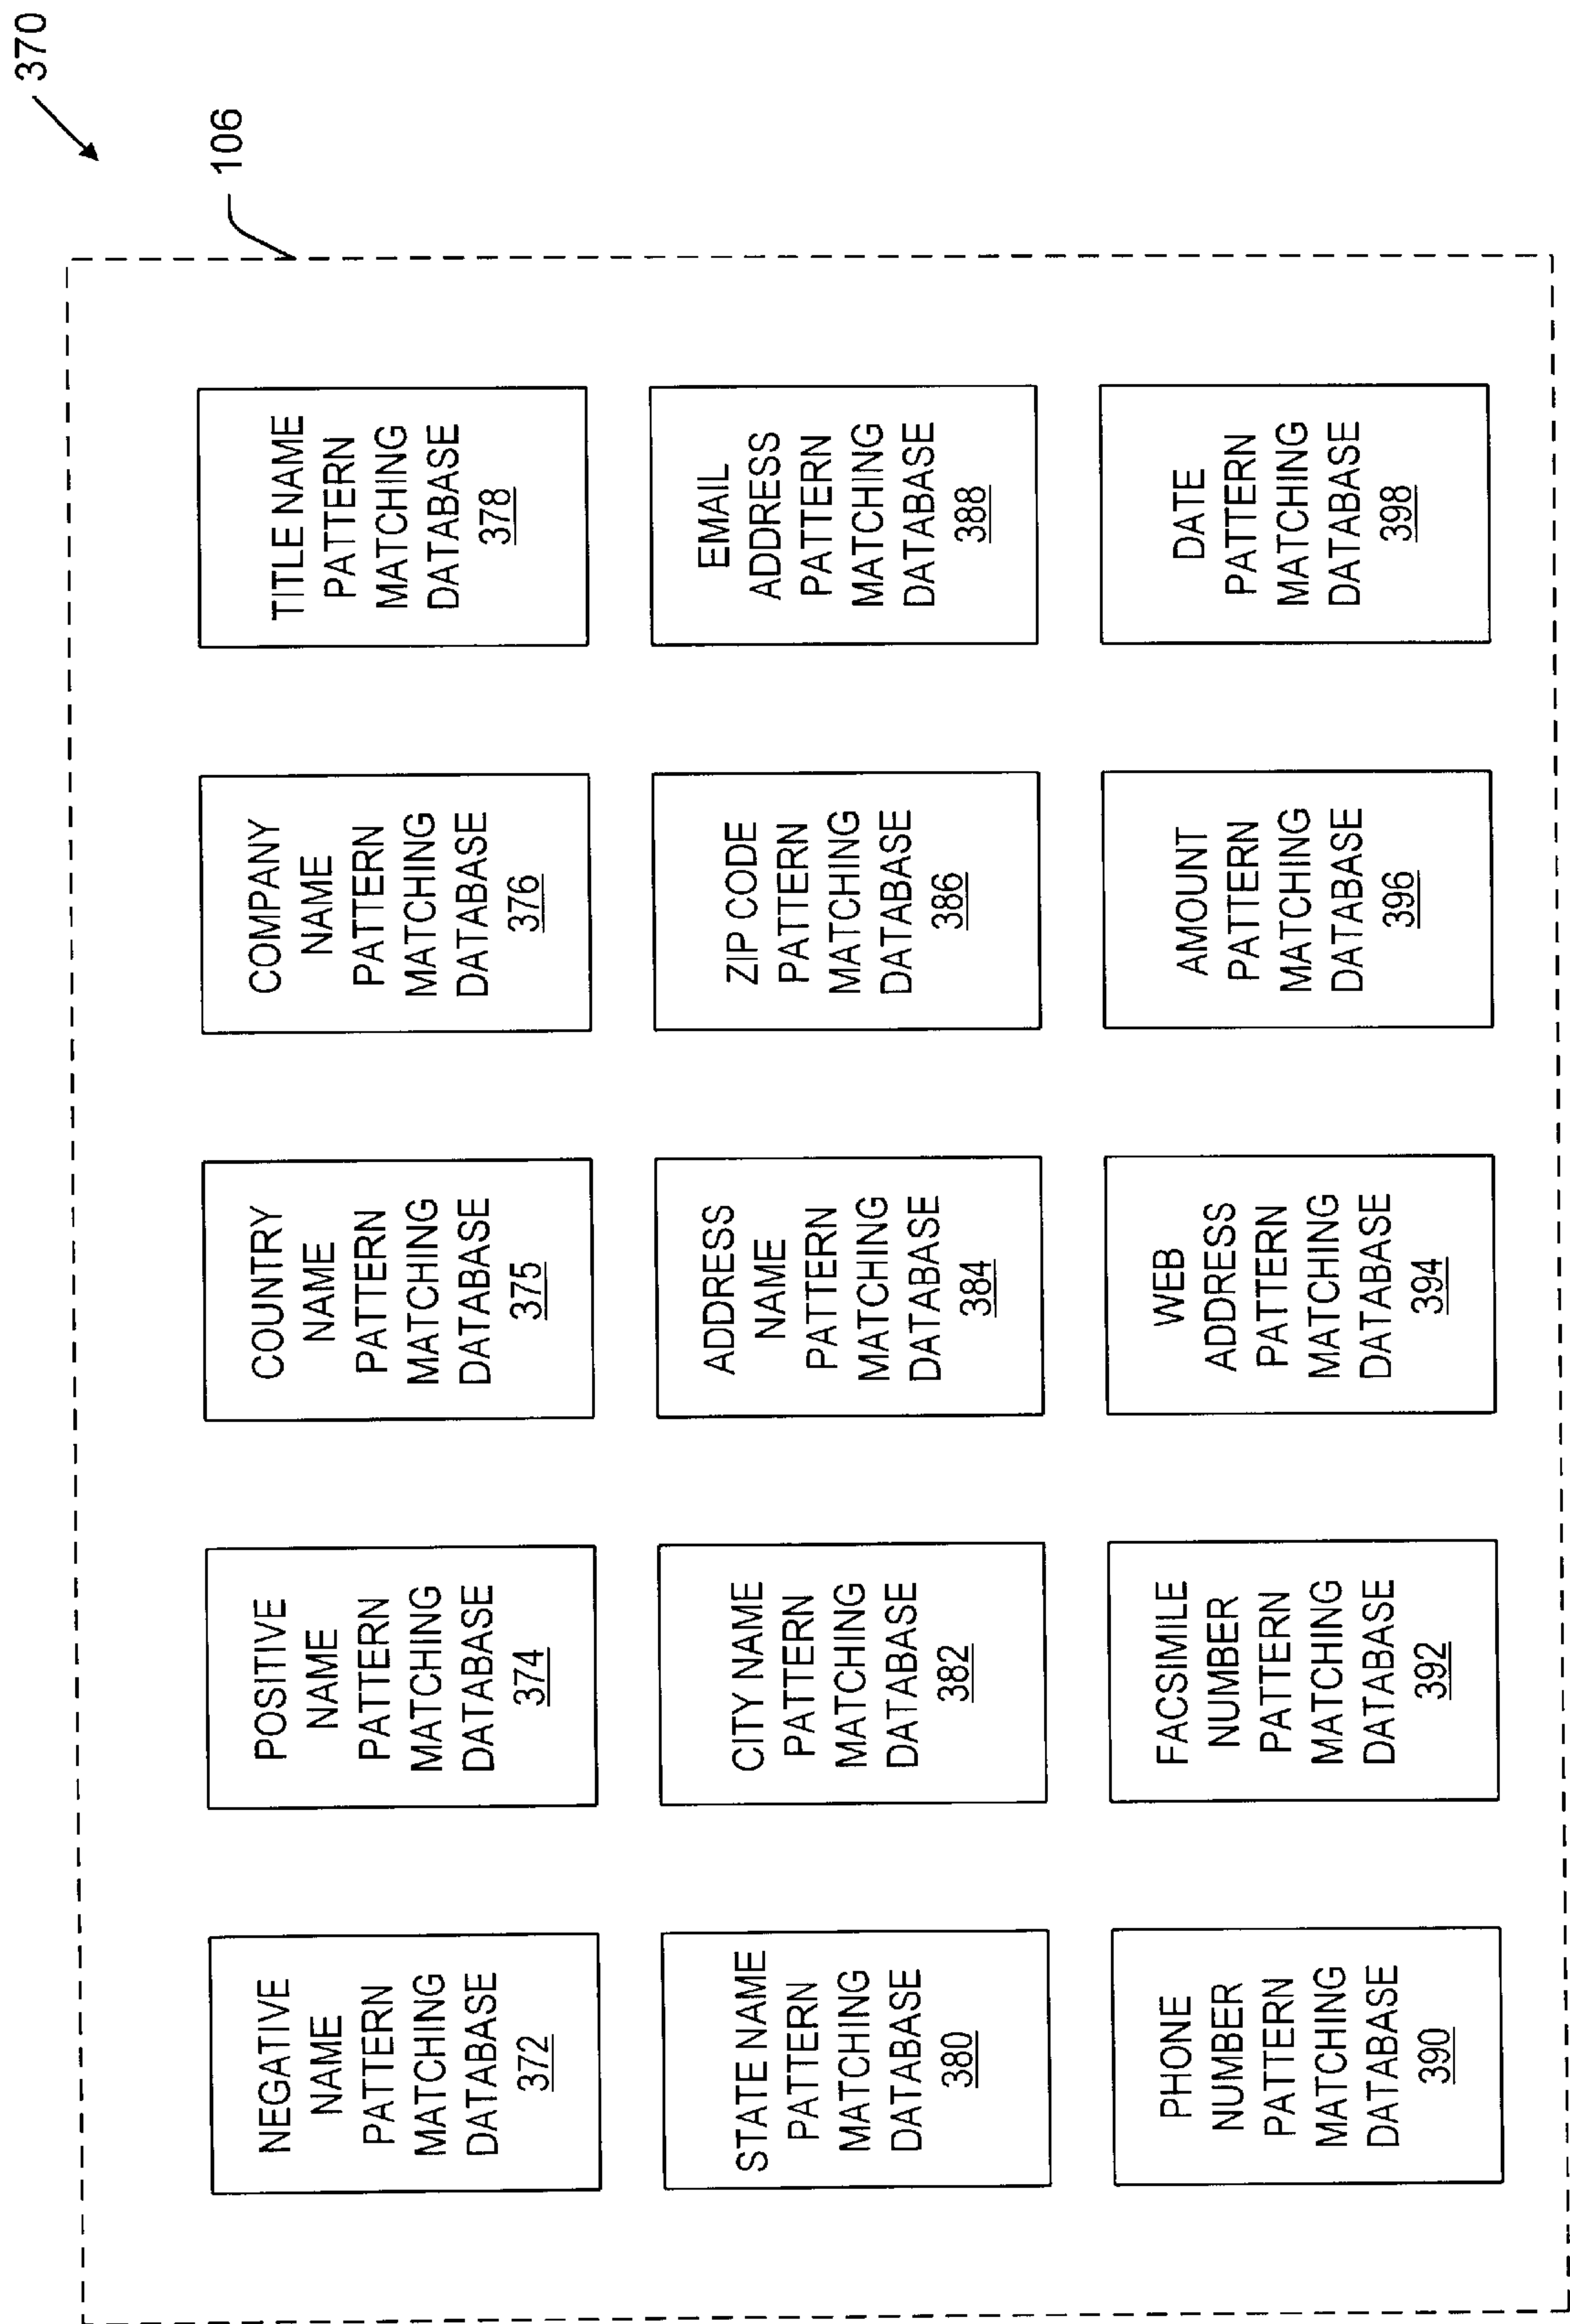 370
106
NEGATIVE
NAME
PATTERN
MATCHING
DATABASE
372
POSITIVE
NAME
PATTERN
MATCHING
DATABASE
374
COUNTRY
NAME
PATTERN
MATCHING
DATABASE
375
COMPANY
NAME
PATTERN
MATCHING
DATABASE
376
TITLE NAME
PATTERN
MATCHING
DATABASE
378
STATE NAME
PATTERN
MATCHING
DATABASE
380
CITY NAME
PATTERN
MATCHING
DATABASE
382
ADDRESS
NAME
PATTERN
MATCHING
DATABASE
384
ZIP CODE
PATTERN
MATCHING
DATABASE
386
EMAIL
ADDRESS
PATTERN
MATCHING
DATABASE
388
PHONE
NUMBER
PATTERN
MATCHING
DATABASE
390
FACSIMILE
NUMBER
PATTERN
MATCHING
DATABASE
392
WEB
ADDRESS
PATTERN
MATCHING
DATABASE
394
AMOUNT
PATTERN
MATCHING
DATABASE
396
DATE
PATTERN
MATCHING
DATABASE
398